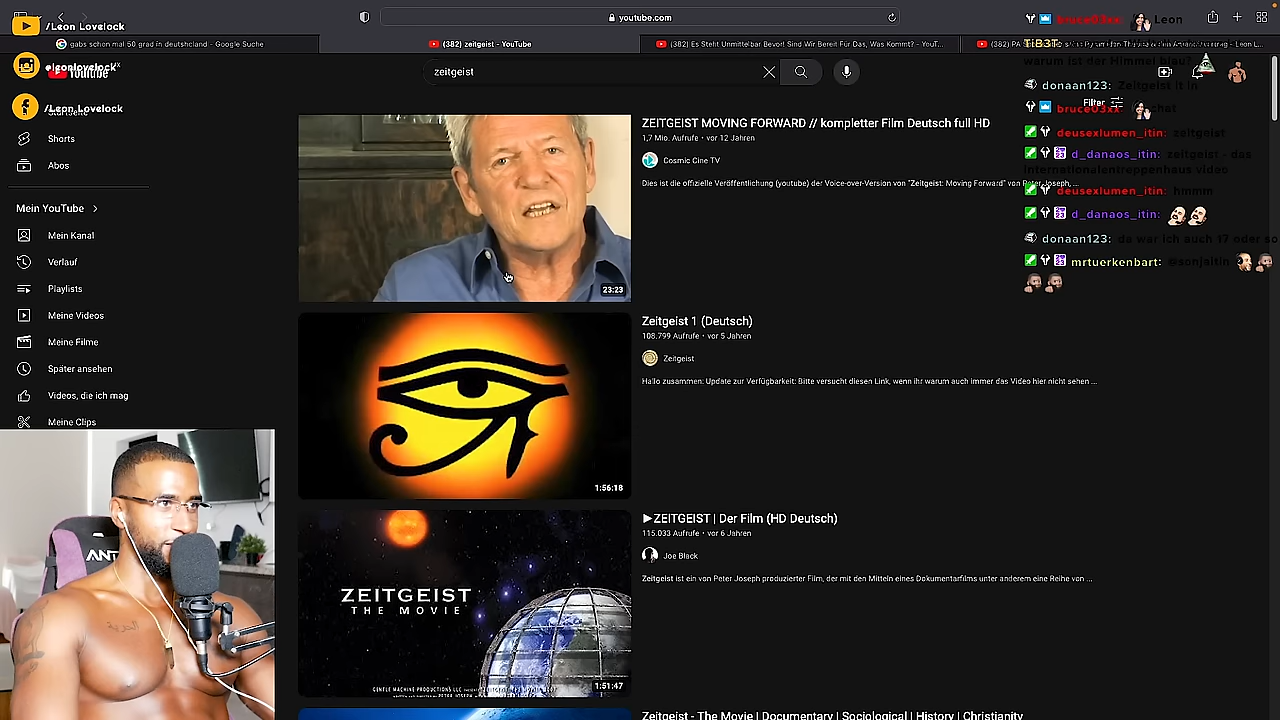 /Leon Lovelock
youtube.com
bruce03xx:
Leon
gabs schon mal 50 grad in deutschland - Google Suche
(382) zeitgeist - YouTube
(382) Es Steht Unmittelbar Bevor! Sind Wir Bereit Für Das, Was Kommt? - YouT...
TiB3T:
@leonlovelock
YouTube
zeitgeist
warum ist der Himmel blau?
donaan123: Zeitgeist it in
/Leon Lovelock
Startseite
Filter
bruce03xx:
chat
Shorts
Abos
ZEITGEIST MOVING FORWARD // kompletter Film Deutsch full HD
1,7 Mio. Aufrufe • vor 12 Jahren
Cosmic Cine TV
Dies ist die offizielle Veröffentlichung (youtube) der Voice-over-Version von "Zeitgeist: Moving Forward" von Peter Joseph, ...
deusexlumen_itin: zeitgeist
d_danaos_itin: zeitgeist - das
internationalentreppenhaus video
deusexlumen_itin: hmmm
d_danaos_itin:
donaan123: da war ich auch 17 oder so
mrtuerkenbart: @sonjaitin
Mein YouTube
Mein Kanal
Verlauf
Playlists
Meine Videos
Meine Filme
Später ansehen
Videos, die ich mag
Meine Clips
23:23
Zeitgeist 1 (Deutsch)
108.799 Aufrufe • vor 5 Jahren
Zeitgeist
Hallo zusammen: Update zur Verfügbarkeit: Bitte versucht diesen Link, wenn ihr warum auch immer das Video hier nicht sehen ...
1:56:18
▶ZEITGEIST | Der Film (HD Deutsch)
115.033 Aufrufe • vor 6 Jahren
Joe Black
Zeitgeist ist ein von Peter Joseph produzierter Film, der mit den Mitteln eines Dokumentarfilms unter anderem eine Reihe von ...
ZEITGEIST
THE MOVIE
1:51:47
ANT
Zeitgeist - The Movie | Documentary | Sociological | History | Christianity